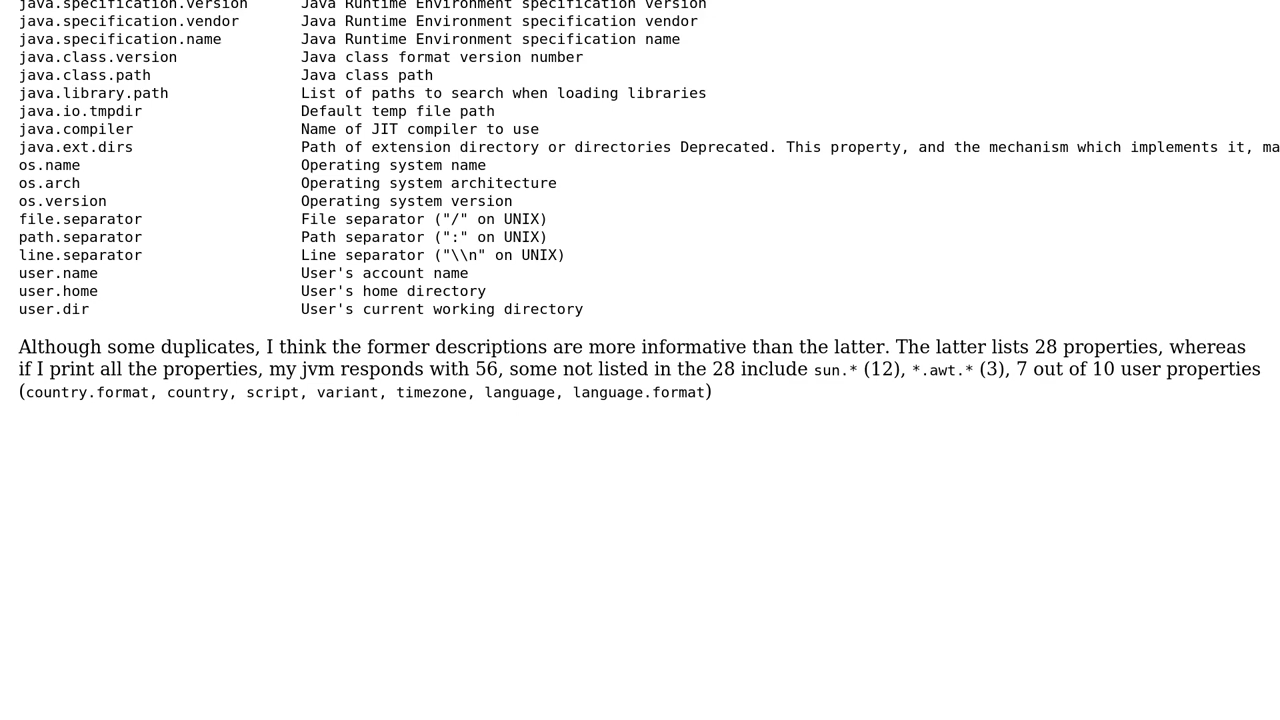 java.specification.version Java Runtime Environment specification version
java.specification.vendor Java Runtime Environment specification vendor
java.specification.name Java Runtime Environment specification name
java.class.version Java class format version number
java.class.path Java class path
java.library.path List of paths to search when loading libraries
java.io.tmpdir Default temp file path
java.compiler Name of JIT compiler to use
java.ext.dirs Path of extension directory or directories Deprecated. This property, and the mechanism which implements it, ma
os.name Operating system name
os.arch Operating system architecture
os.version Operating system version
file.separator File separator ("/" on UNIX)
path.separator Path separator (":" on UNIX)
line.separator Line separator ("\\n" on UNIX)
user.name User's account name
user.home User's home directory
user.dir User's current working directory
Although some duplicates, I think the former descriptions are more informative than the latter. The latter lists 28 properties, whereas
if I print all the properties, my jvm responds with 56, some not listed in the 28 include sun.* (12), *.awt.* (3), 7 out of 10 user properties
(country.format, country, script, variant, timezone, language, language.format)